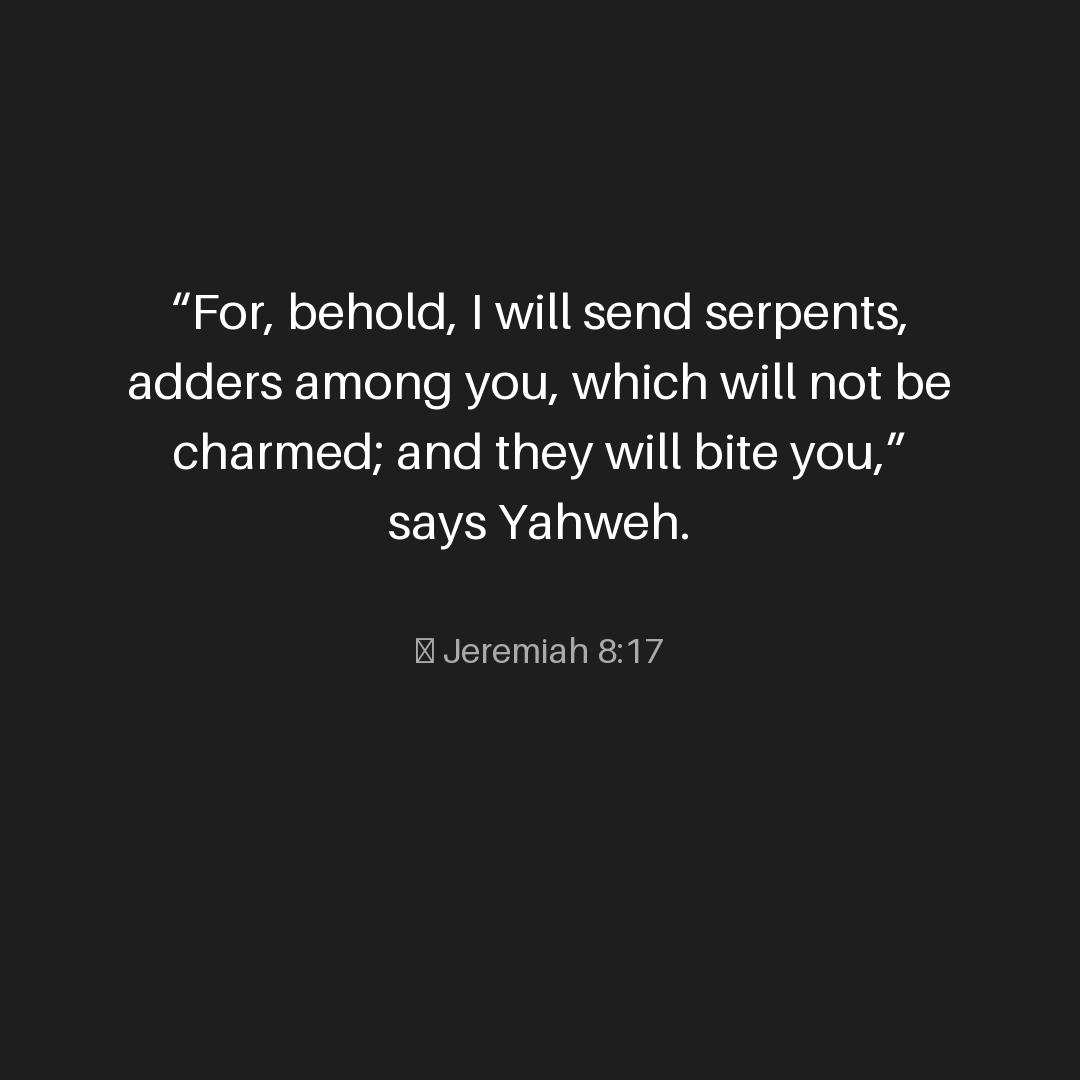 “For, behold, I will send serpents,
adders among you, which will not be
charmed; and they will bite you,”
says Yahweh.
Jeremiah 8:17